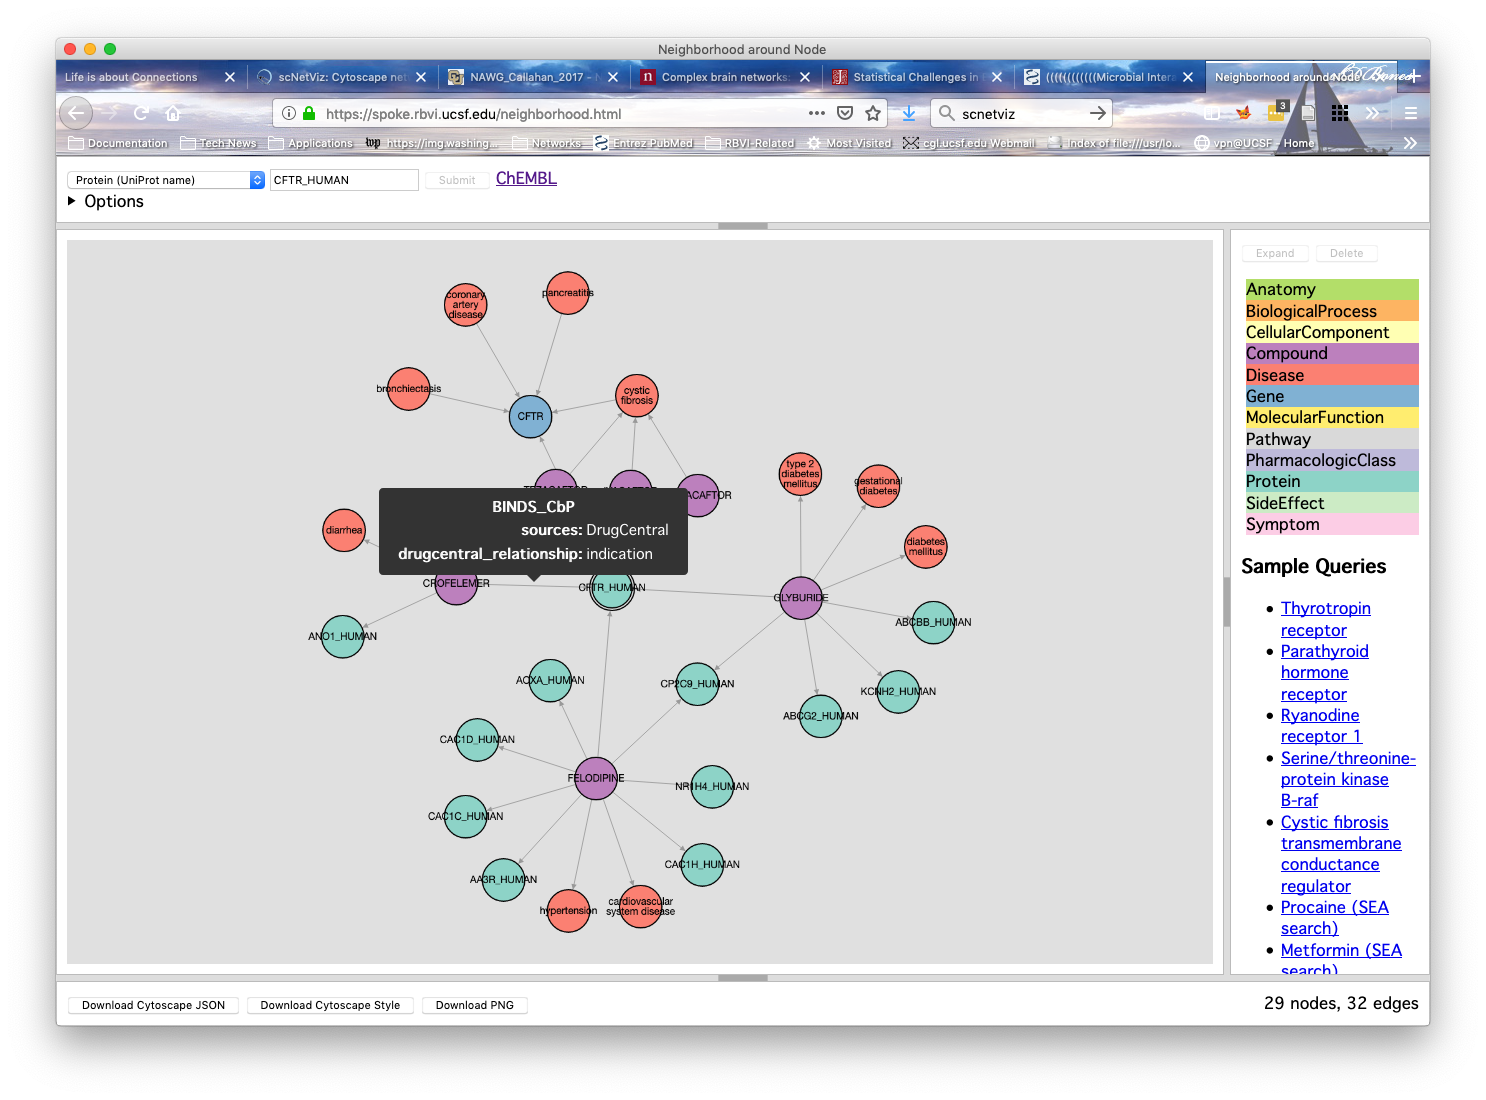 Neighborhood around Node
Life is about Connections
scNetViz: Cytoscape net
NAWG_Callahan_2017 –
Complex brain networks:
Statistical Challenges in
((((((((((((Microbial Intera
Neighborhood around Node
https://spoke.rbvi.ucsf.edu/neighborhood.html
scnetviz
3
Documentation
Tech News
Applications
https://img.washing...
Networks
Entrez PubMed
RBVI-Related
Most Visited
cgl.ucsf.edu Webmail
Index of file:///usr/lo...
vpn@UCSF - Home
Protein (UniProt name)
CFTR_HUMAN
Submit
ChEMBL
Options
coronary
artery
disease
pancreatitis
bronchiectasis
cystic
fibrosis
CFTR
type 2
diabetes
mellitus
gestational
diabetes
diabetes
mellitus
diarrhea
BINDS_CbP
sources: DrugCentral
drugcentral_relationship: indication
CROFELEMER
CFTR_HUMAN
GLYBURIDE
ABCBB_HUMAN
ANO1_HUMAN
AOXA_HUMAN
CP2C9_HUMAN
KCNH2_HUMAN
ABCG2_HUMAN
CAC1D_HUMAN
FELODIPINE
NR1H4_HUMAN
CAC1C_HUMAN
CAC1H_HUMAN
AA3R_HUMAN
hypertension
cardiovascular
system disease
Expand
Delete
Anatomy
BiologicalProcess
CellularComponent
Compound
Disease
Gene
MolecularFunction
Pathway
PharmacologicClass
Protein
SideEffect
Symptom
Sample Queries
Thyrotropin
receptor
Parathyroid
hormone
receptor
Ryanodine
receptor 1
Serine/threonine-
protein kinase
B-raf
Cystic fibrosis
transmembrane
conductance
regulator
Procaine (SEA
search)
Metformin (SEA
search)
Download Cytoscape JSON
Download Cytoscape Style
Download PNG
29 nodes, 32 edges